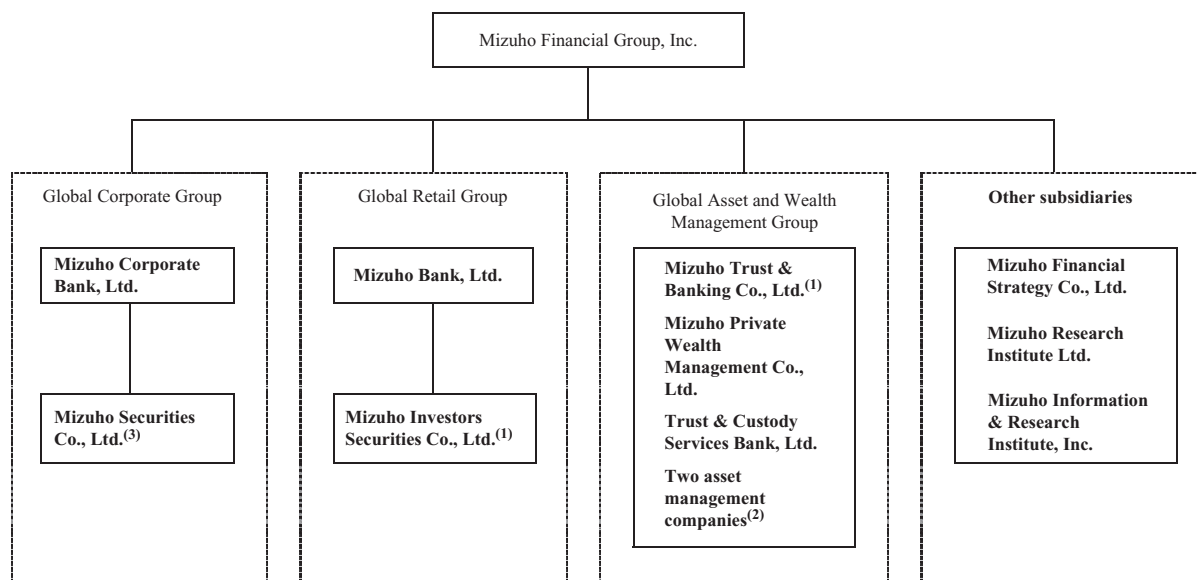 Mizuho Financial Group, Inc.
Global Corporate Group
Mizuho Corporate
Bank, Ltd.
Mizuho Securities
Co., Ltd.(3)
Global Retail Group
Mizuho Bank, Ltd.
Mizuho Investors
Securities Co., Ltd.(1)
Global Asset and Wealth
Management Group
Mizuho Trust &
Banking Co., Ltd.(1)
Mizuho Private
Wealth
Management Co.,
Ltd.
Trust & Custody
Services Bank, Ltd.
Two asset
management
companies(2)
Other subsidiaries
Mizuho Financial
Strategy Co., Ltd.
Mizuho Research
Institute Ltd.
Mizuho Information
& Research
Institute, Inc.